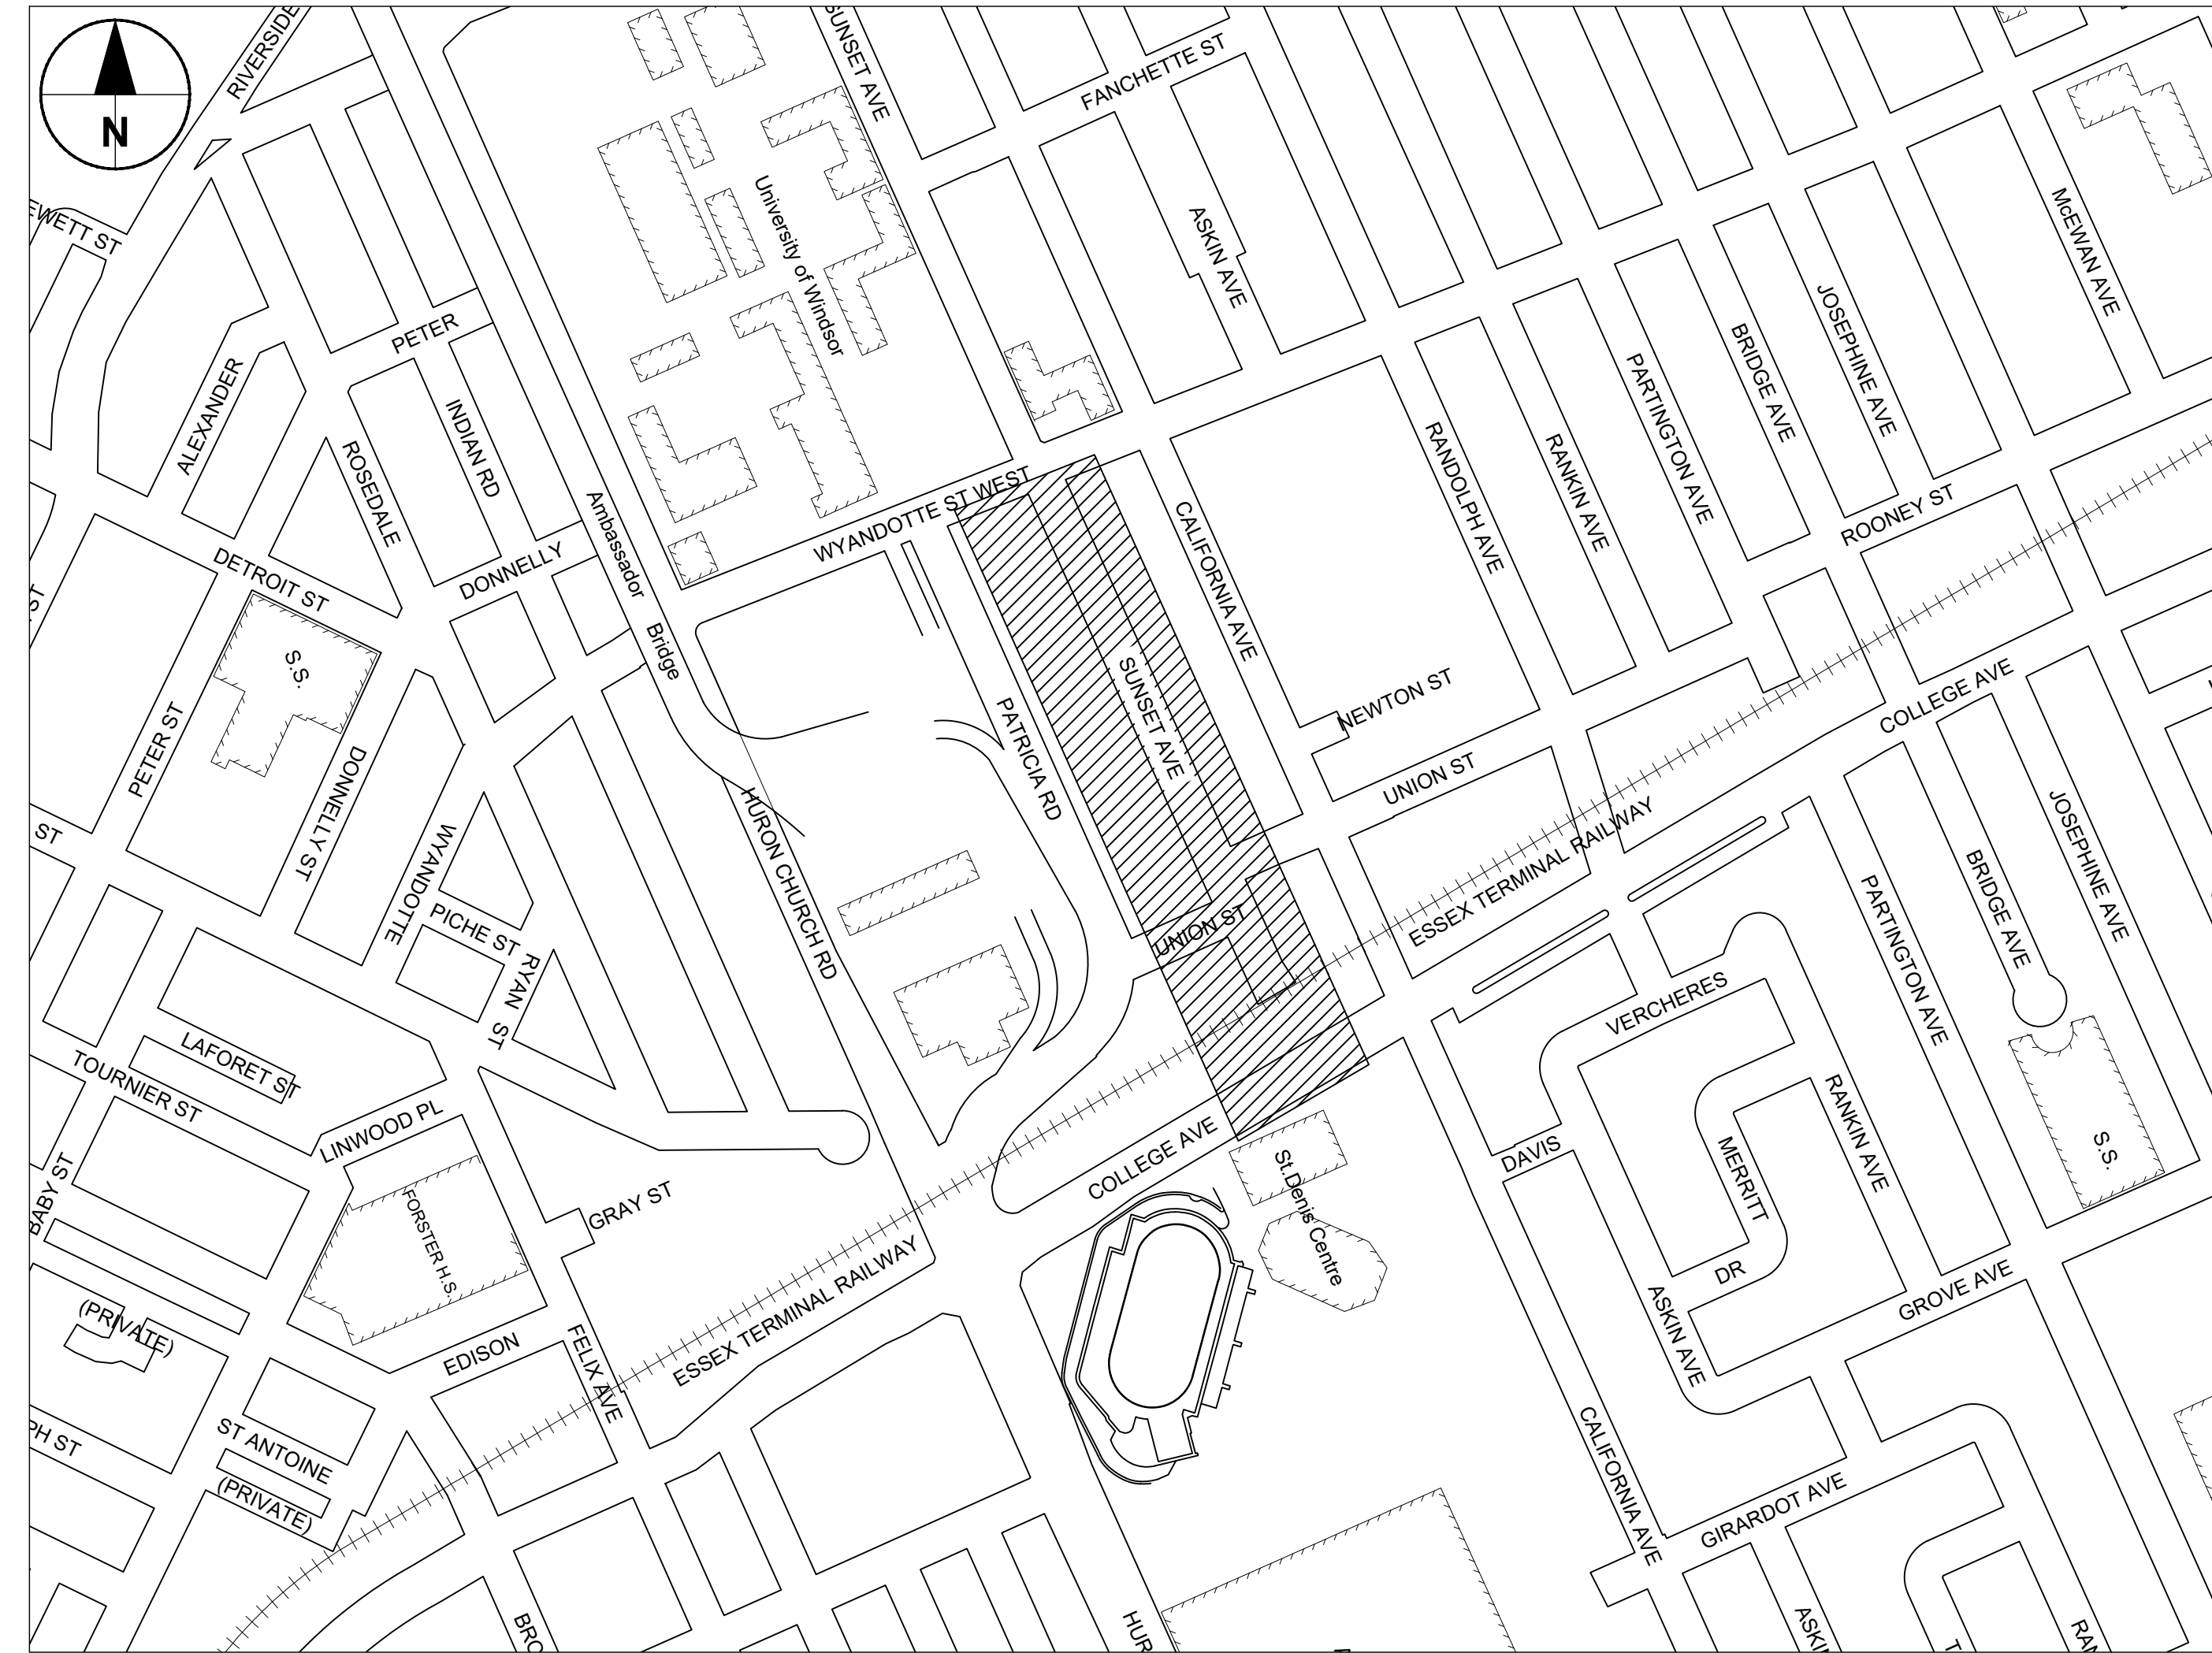 N
RIVERSIDE
SUNSET AVE
FANCHETTE ST
EWETT ST
University of Windsor
ASKIN AVE
McEWAN AVE
PETER
JOSEPHINE AVE
BRIDGE AVE
PARTINGTON AVE
ALEXANDER
INDIAN RD
ROSEDALE
RANDOLPH AVE
RANKIN AVE
Ambassador
Bridge
WYANDOTTE ST WEST
CALIFORNIA AVE
ROONEY ST
DETROIT ST
DONNELLY
ST
S.S.
SUNSET AVE
PATRICIA RD
NEWTON ST
COLLEGE AVE
PETER ST
DONNELLY ST
UNION ST
HURON CHURCH RD
WYANDOTTE
ST
ESSEX TERMINAL RAILWAY
JOSEPHINE AVE
BRIDGE AVE
PARTINGTON AVE
PICHE ST
UNION ST
RYAN ST
VERCHERES
LAFORET ST
TOURNIER ST
LINWOOD PL
COLLEGE AVE
St.Denis Centre
DAVIS
RANKIN AVE
MERRITT
DR
S.S.
BABY ST
FORSTER H.S.
GRAY ST
ESSEX TERMINAL RAILWAY
ASKIN AVE
GROVE AVE
(PRIVATE)
EDISON
FELIX AVE
PH ST
ST ANTOINE
(PRIVATE)
CALIFORNIA AVE
GIRARDOT AVE
BRO
HUR
ASKI
RAN